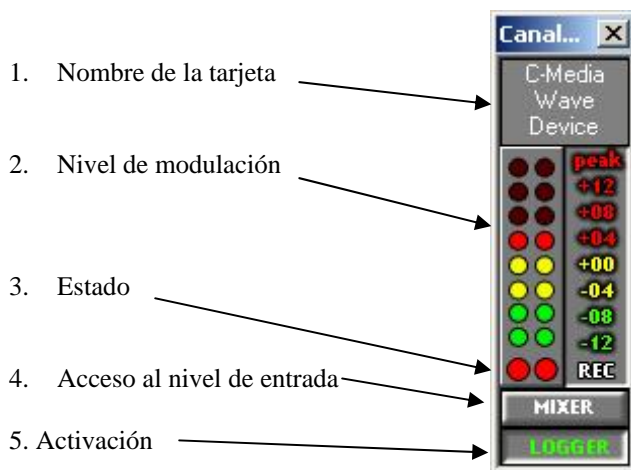 Canal...
1. Nombre de la tarjeta
C-Media
Wave
Device
2. Nivel de modulación
peak
+12
+08
+04
+00
-04
-08
-12
3. Estado
REC
4. Acceso al nivel de entrada
MIXER
5. Activación
LOGGER